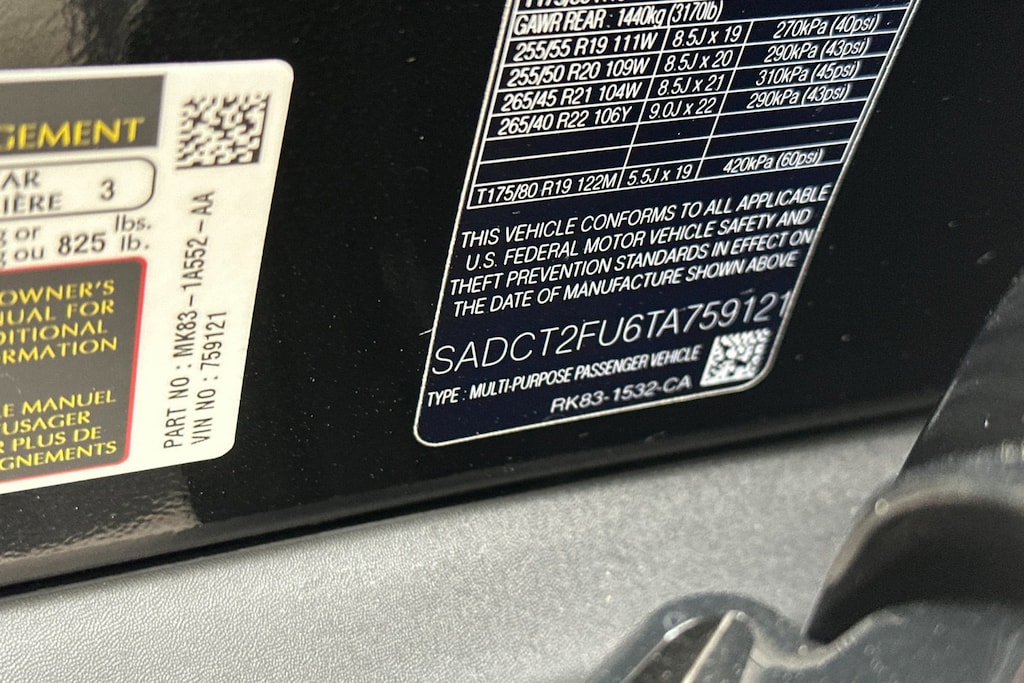 GEMENT
AR
IÈRE 3
g or lbs.
g ou 825 lb.
OWNER'S
UAL FOR
DITIONAL
RMATION
E MANUEL
USAGER
R PLUS DE
GNEMENTS
PART NO : MK83-1A552-AA
VIN NO : 759121
GAWR REAR : 1440kg (3170lb)
255/55 R19 111W 8.5J x 19 270kPa (40psi)
255/50 R20 109W 8.5J x 20 290kPa (43psi)
265/45 R21 104W 8.5J x 21 310kPa (45psi)
265/40 R22 106Y 9.0J x 22 290kPa (43psi)
T175/80 R19 122M 5.5J x 19 420kPa (60psi)
THIS VEHICLE CONFORMS TO ALL APPLICABLE
U.S. FEDERAL MOTOR VEHICLE SAFETY AND
THEFT PREVENTION STANDARDS IN EFFECT ON
THE DATE OF MANUFACTURE SHOWN ABOVE
SADCT2FU6TA759121
TYPE : MULTI-PURPOSE PASSENGER VEHICLE
RK83-1532-CA